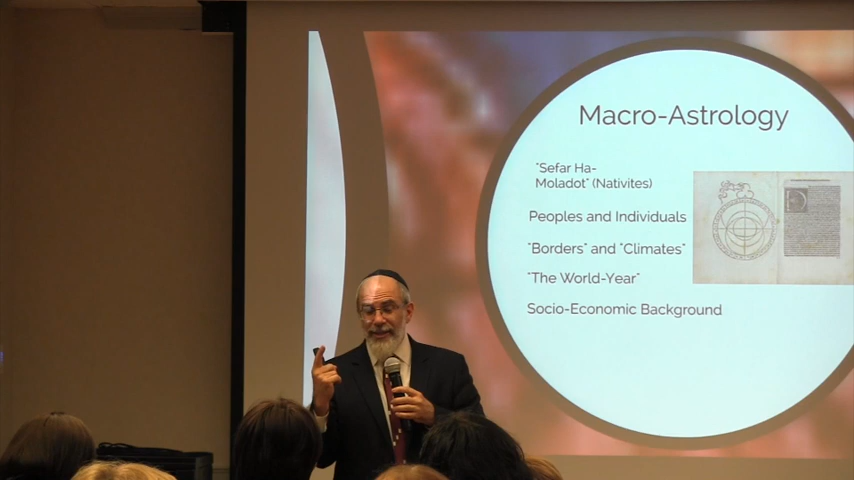 Macro-Astrology
"Sefar Ha-
Moladot" (Nativites)
Peoples and Individuals
"Borders" and "Climates"
"The World-Year"
Socio-Economic Background